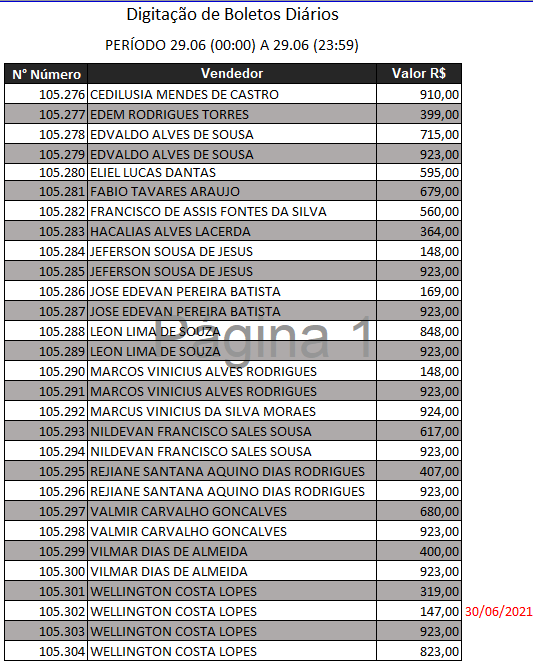 Digitação de Boletos Diários
PERÍODO 29.06 (00:00) A 29.06 (23:59)
N° Número Vendedor Valor R$
105.276 CEDILUSIA MENDES DE CASTRO 910,00
105.277 EDEM RODRIGUES TORRES 399,00
105.278 EDVALDO ALVES DE SOUSA 715,00
105.279 EDVALDO ALVES DE SOUSA 923,00
105.280 ELIEL LUCAS DANTAS 595,00
105.281 FABIO TAVARES ARAUJO 679,00
105.282 FRANCISCO DE ASSIS FONTES DA SILVA 560,00
105.283 HACALIAS ALVES LACERDA 364,00
105.284 JEFERSON SOUSA DE JESUS 148,00
105.285 JEFERSON SOUSA DE JESUS 923,00
105.286 JOSE EDEVAN PEREIRA BATISTA 169,00
105.287 JOSE EDEVAN PEREIRA BATISTA 923,00
105.288 LEON LIMA DE SOUZA 848,00
Página 1
105.289 LEON LIMA DE SOUZA 923,00
105.290 MARCOS VINICIUS ALVES RODRIGUES 148,00
105.291 MARCOS VINICIUS ALVES RODRIGUES 923,00
105.292 MARCUS VINICIUS DA SILVA MORAES 924,00
105.293 NILDEVAN FRANCISCO SALES SOUSA 617,00
105.294 NILDEVAN FRANCISCO SALES SOUSA 923,00
105.295 REJIANE SANTANA AQUINO DIAS RODRIGUES 407,00
105.296 REJIANE SANTANA AQUINO DIAS RODRIGUES 923,00
105.297 VALMIR CARVALHO GONCALVES 680,00
105.298 VALMIR CARVALHO GONCALVES 923,00
105.299 VILMAR DIAS DE ALMEIDA 400,00
105.300 VILMAR DIAS DE ALMEIDA 923,00
105.301 WELLINGTON COSTA LOPES 319,00
105.302 WELLINGTON COSTA LOPES 147,00 30/06/2021
105.303 WELLINGTON COSTA LOPES 923,00
105.304 WELLINGTON COSTA LOPES 823,00